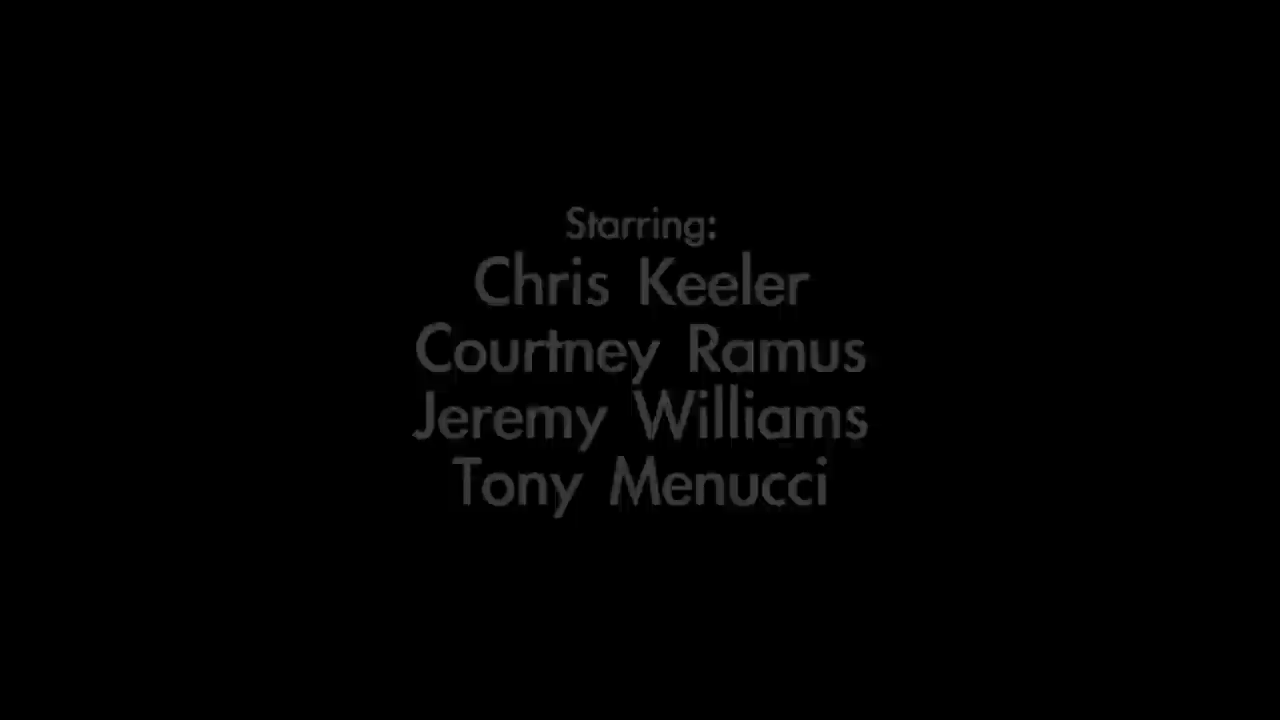 Starring:
Chris Keeler
Courtney Ramus
Jeremy Williams
Tony Menucci